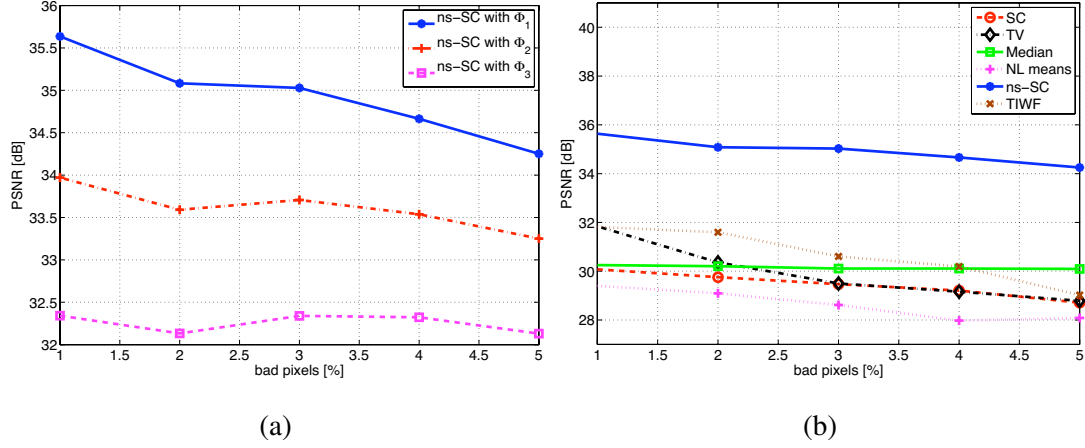 36
35.5
35
34.5
34
33.5
33
32.5
32
1
1.5
2
2.5
3
3.5
4
4.5
5
PSNR [dB]
bad pixels [%]
ns−SC with Φ1
ns−SC with Φ2
ns−SC with Φ3
(a)
40
38
36
34
32
30
28
1
1.5
2
2.5
3
3.5
4
4.5
5
PSNR [dB]
bad pixels [%]
SC
TV
Median
NL means
ns−SC
TIWF
(b)